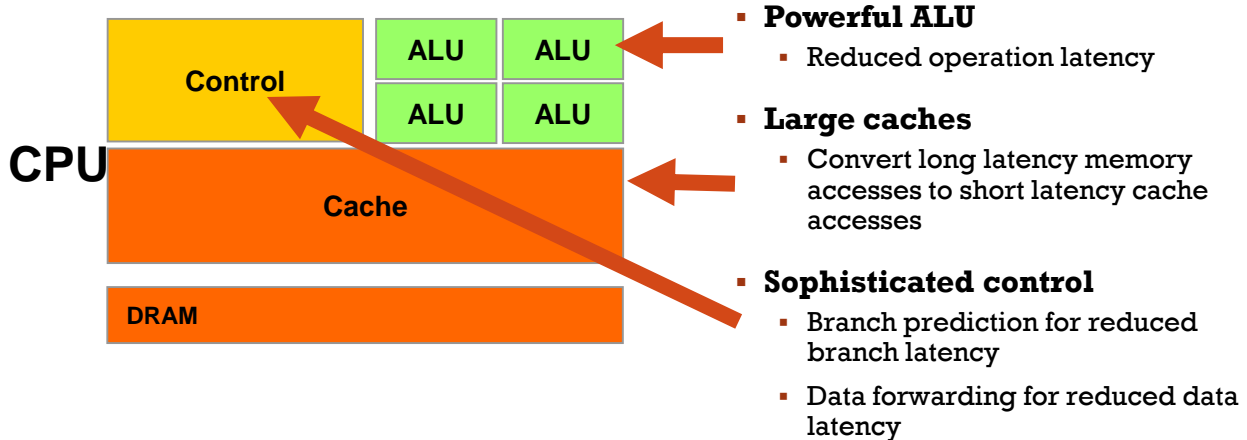 CPU
Control
ALU ALU
ALU ALU
Cache
DRAM
▪ Powerful ALU
▪ Reduced operation latency
▪ Large caches
▪ Convert long latency memory
accesses to short latency cache
accesses
▪ Sophisticated control
▪ Branch prediction for reduced
branch latency
▪ Data forwarding for reduced data
latency